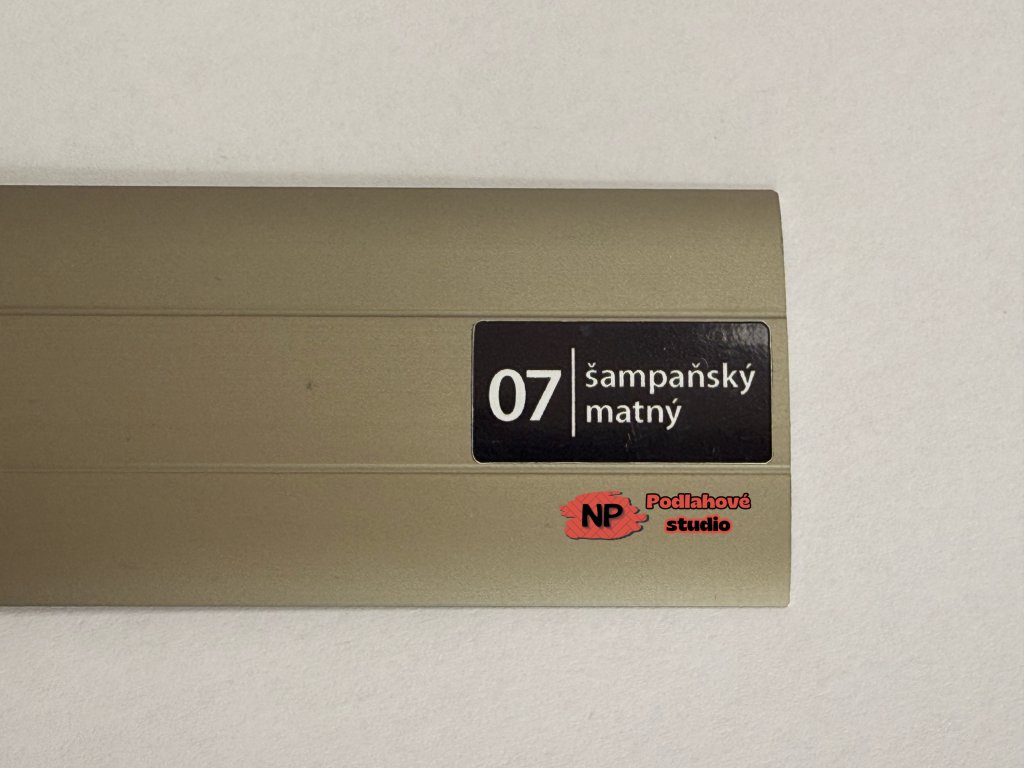 07
šampaňský
matný
NP
Podlahové
studio